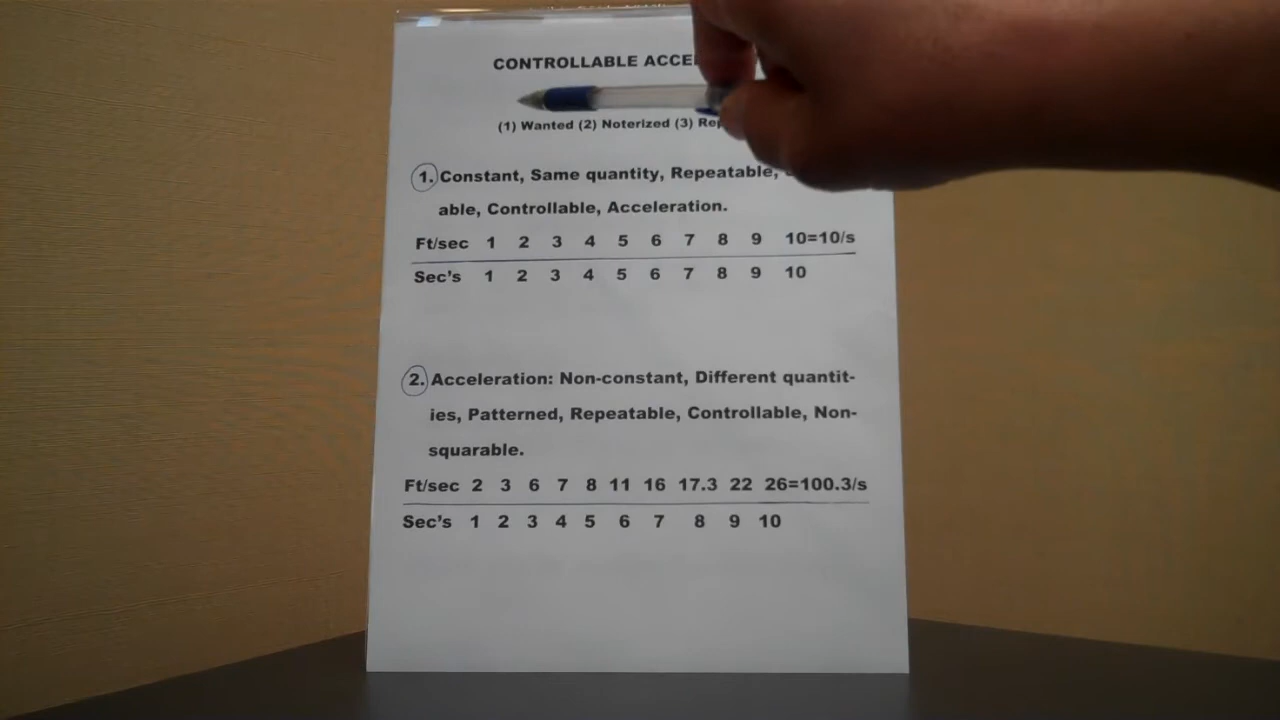 CONTROLLABLE
(1) Wanted (2) Noterized (3)
1. Constant, Same quantity, Repeatable,
able, Controllable, Acceleration.
Ft/sec 1 2 3 4 5 6 7 8 9 10=10/s
Sec's 1 2 3 4 5 6 7 8 9 10
2. Acceleration: Non-constant, Different quantit-
ies, Patterned, Repeatable, Controllable, Non-
squarable.
Ft/sec 2 3 6 7 8 11 16 17.3 22 26=100.3/s
Sec's 1 2 3 4 5 6 7 8 9 10